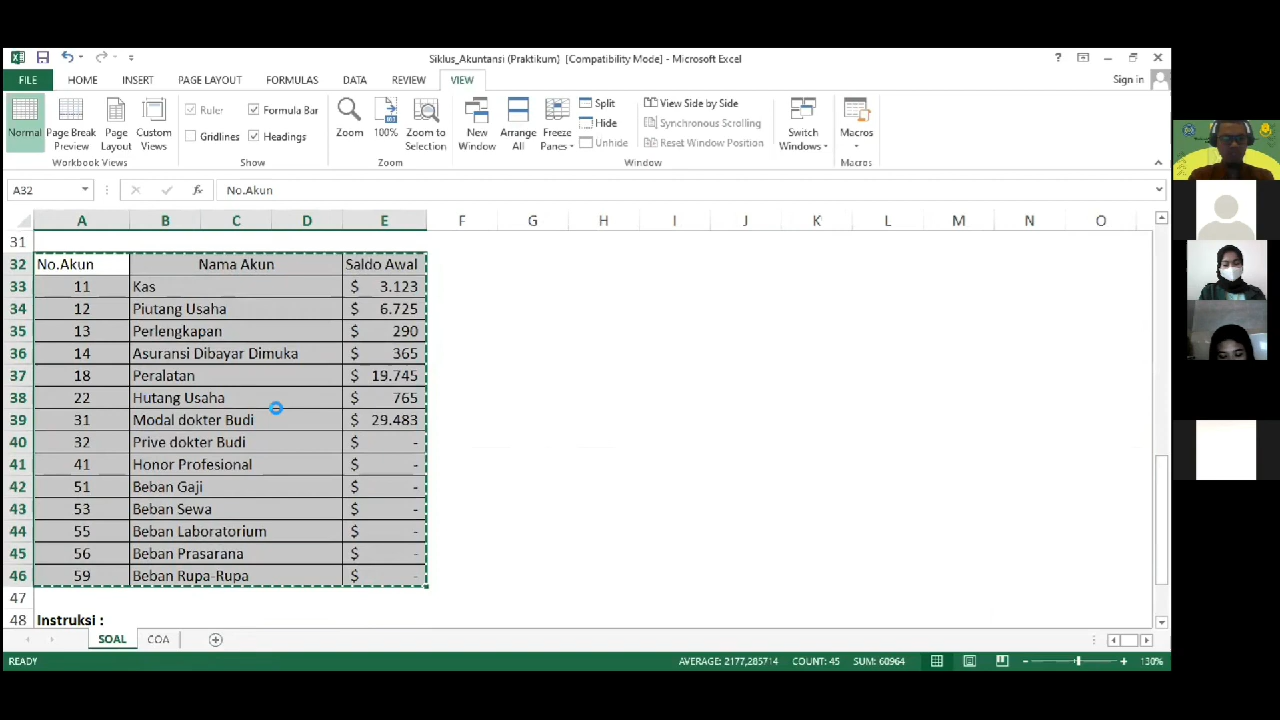 Siklus_Akuntansi (Praktikum) [Compatibility Mode] - Microsoft Excel
FILE HOME INSERT PAGE LAYOUT FORMULAS DATA REVIEW VIEW Sign in
Normal Page Break Preview Page Layout Custom Views
Workbook Views
Ruler Formula Bar
Gridlines Headings
Show
Zoom 100% Zoom to Selection
Zoom
New Window Arrange All Freeze Panes
Split
Hide
Unhide
View Side by Side
Synchronous Scrolling
Reset Window Position
Window
Switch Windows
Macros
Macros
A32 fx No.Akun
A B C D E F G H I J K L M N O
31
32 No.Akun Nama Akun Saldo Awal
33 11 Kas $ 3.123
34 12 Piutang Usaha $ 6.725
35 13 Perlengkapan $ 290
36 14 Asuransi Dibayar Dimuka $ 365
37 18 Peralatan $ 19.745
38 22 Hutang Usaha $ 765
39 31 Modal dokter Budi $ 29.483
40 32 Prive dokter Budi $ -
41 41 Honor Profesional $ -
42 51 Beban Gaji $ -
43 53 Beban Sewa $ -
44 55 Beban Laboratorium $ -
45 56 Beban Prasarana $ -
46 59 Beban Rupa-Rupa $ -
47
48 Instruksi :
SOAL COA
READY AVERAGE: 2177,285714 COUNT: 45 SUM: 60964 130%